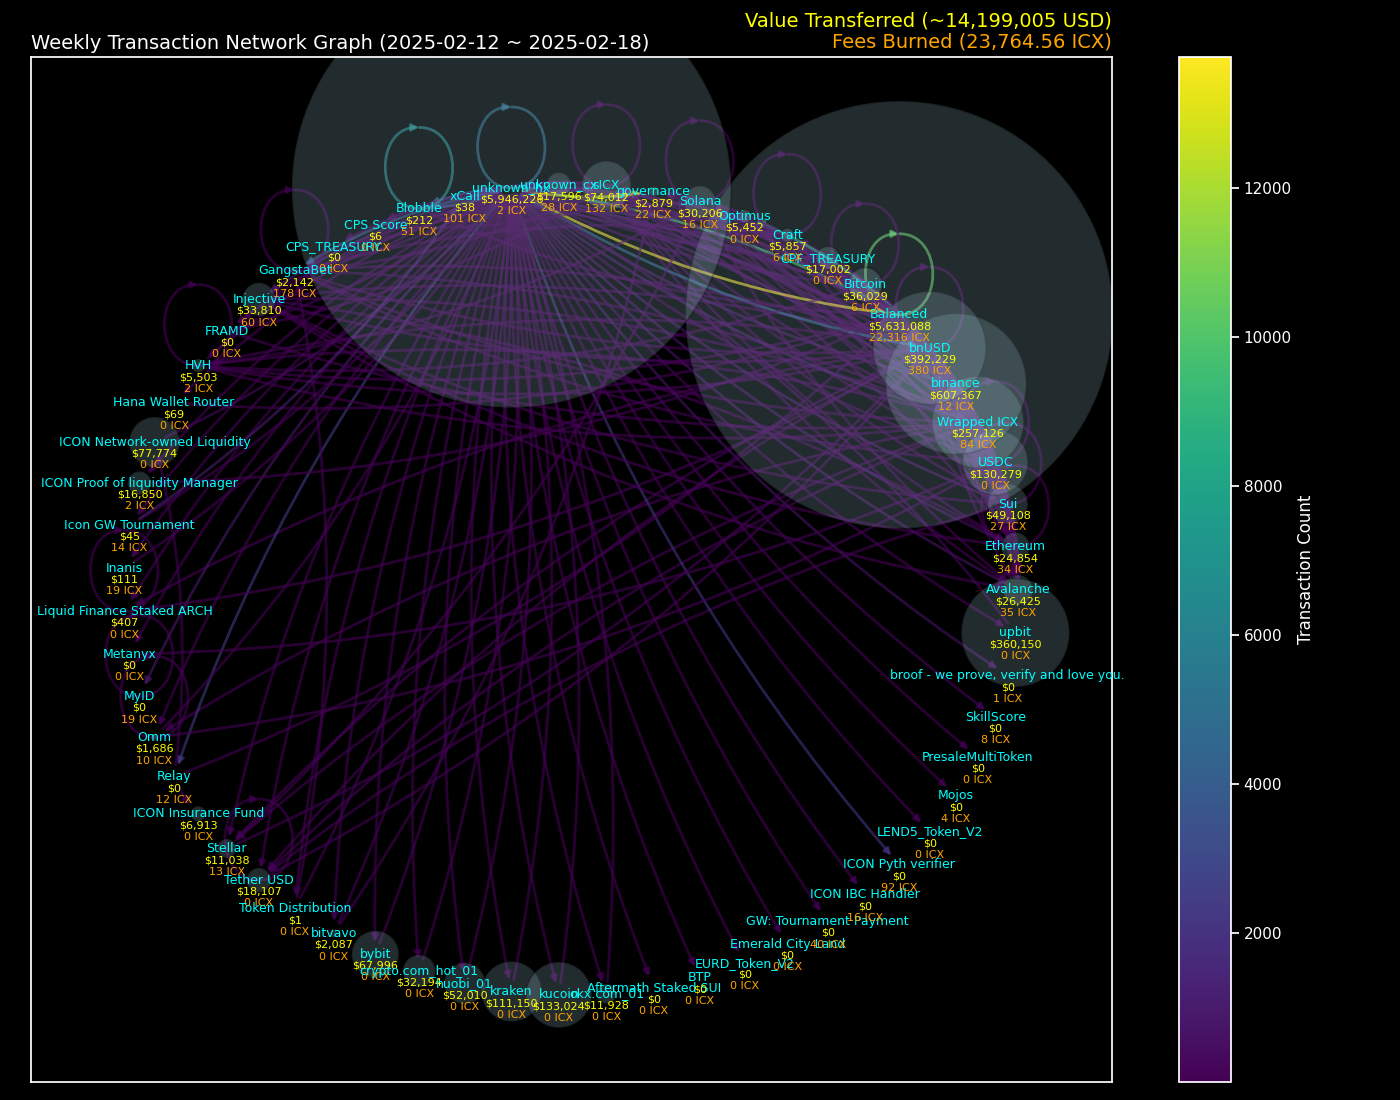 Value Transferred (~14,199,005 USD)
Weekly Transaction Network Graph (2025-02-12 ~ 2025-02-18)
Fees Burned (23,764.56 ICX)
unknown_cx
$17,596
28 ICX
sICX
$74,012
132 ICX
governance
$2,879
22 ICX
2 ICX
xCall
$38
101 ICX
Solana
$30,206
16 ICX
Blobble
$212
51 ICX
Optimus
$5,452
0 ICX
CPS Score
$6
Craft
$5,857
CPS_TREASURY
$0
0 ICX
CPF_TREASURY
$17,002
0 ICX
GangstaBet
$2,142
178 ICX
Bitcoin
$36,029
6 ICX
Injective
$33,810
60 ICX
Balanced
$5,631,088
22,316 ICX
FRAMD
$0
0 ICX
bnUSD
$392,229
380 ICX
HVH
$5,503
2 ICX
binance
$607,367
12 ICX
Hana Wallet Router
$69
0 ICX
Wrapped ICX
$257,126
84 ICX
ICON Network-owned Liquidity
$77,774
0 ICX
USDC
$130,279
0 ICX
ICON Proof of liquidity Manager
$16,850
2 ICX
Sui
$49,108
27 ICX
Icon GW Tournament
$45
14 ICX
Ethereum
$24,854
34 ICX
Inanis
$111
19 ICX
Avalanche
$26,425
35 ICX
Liquid Finance Staked ARCH
$407
0 ICX
upbit
$360,150
0 ICX
Metanyx
$0
0 ICX
broof - we prove, verify and love you.
$0
1 ICX
MyID
$0
19 ICX
SkillScore
$0
8 ICX
Omm
$1,686
10 ICX
PresaleMultiToken
$0
0 ICX
Relay
$0
12 ICX
Mojos
$0
4 ICX
ICON Insurance Fund
$6,913
0 ICX
LEND5_Token_V2
$0
0 ICX
Stellar
$11,038
13 ICX
ICON Pyth verifier
$0
92 ICX
Tether USD
$18,107
0 ICX
ICON IBC Handler
$0
16 ICX
Token Distribution
$1
0 ICX
GW: Tournament Payment
$0
40 ICX
bitvavo
$2,087
0 ICX
Emerald City Land
$0
0 ICX
bybit
$67,996
0 ICX
EURD_Token_V2
$0
0 ICX
crypto.com_hot_01
$32,194
0 ICX
BTP
$0
0 ICX
huobi_01
$52,010
0 ICX
Aftermath Staked SUI
$0
0 ICX
kraken
$111,150
0 ICX
kucoin
$133,024
0 ICX
okx.com_01
$11,928
0 ICX
12000
10000
8000
6000
4000
2000
Transaction Count